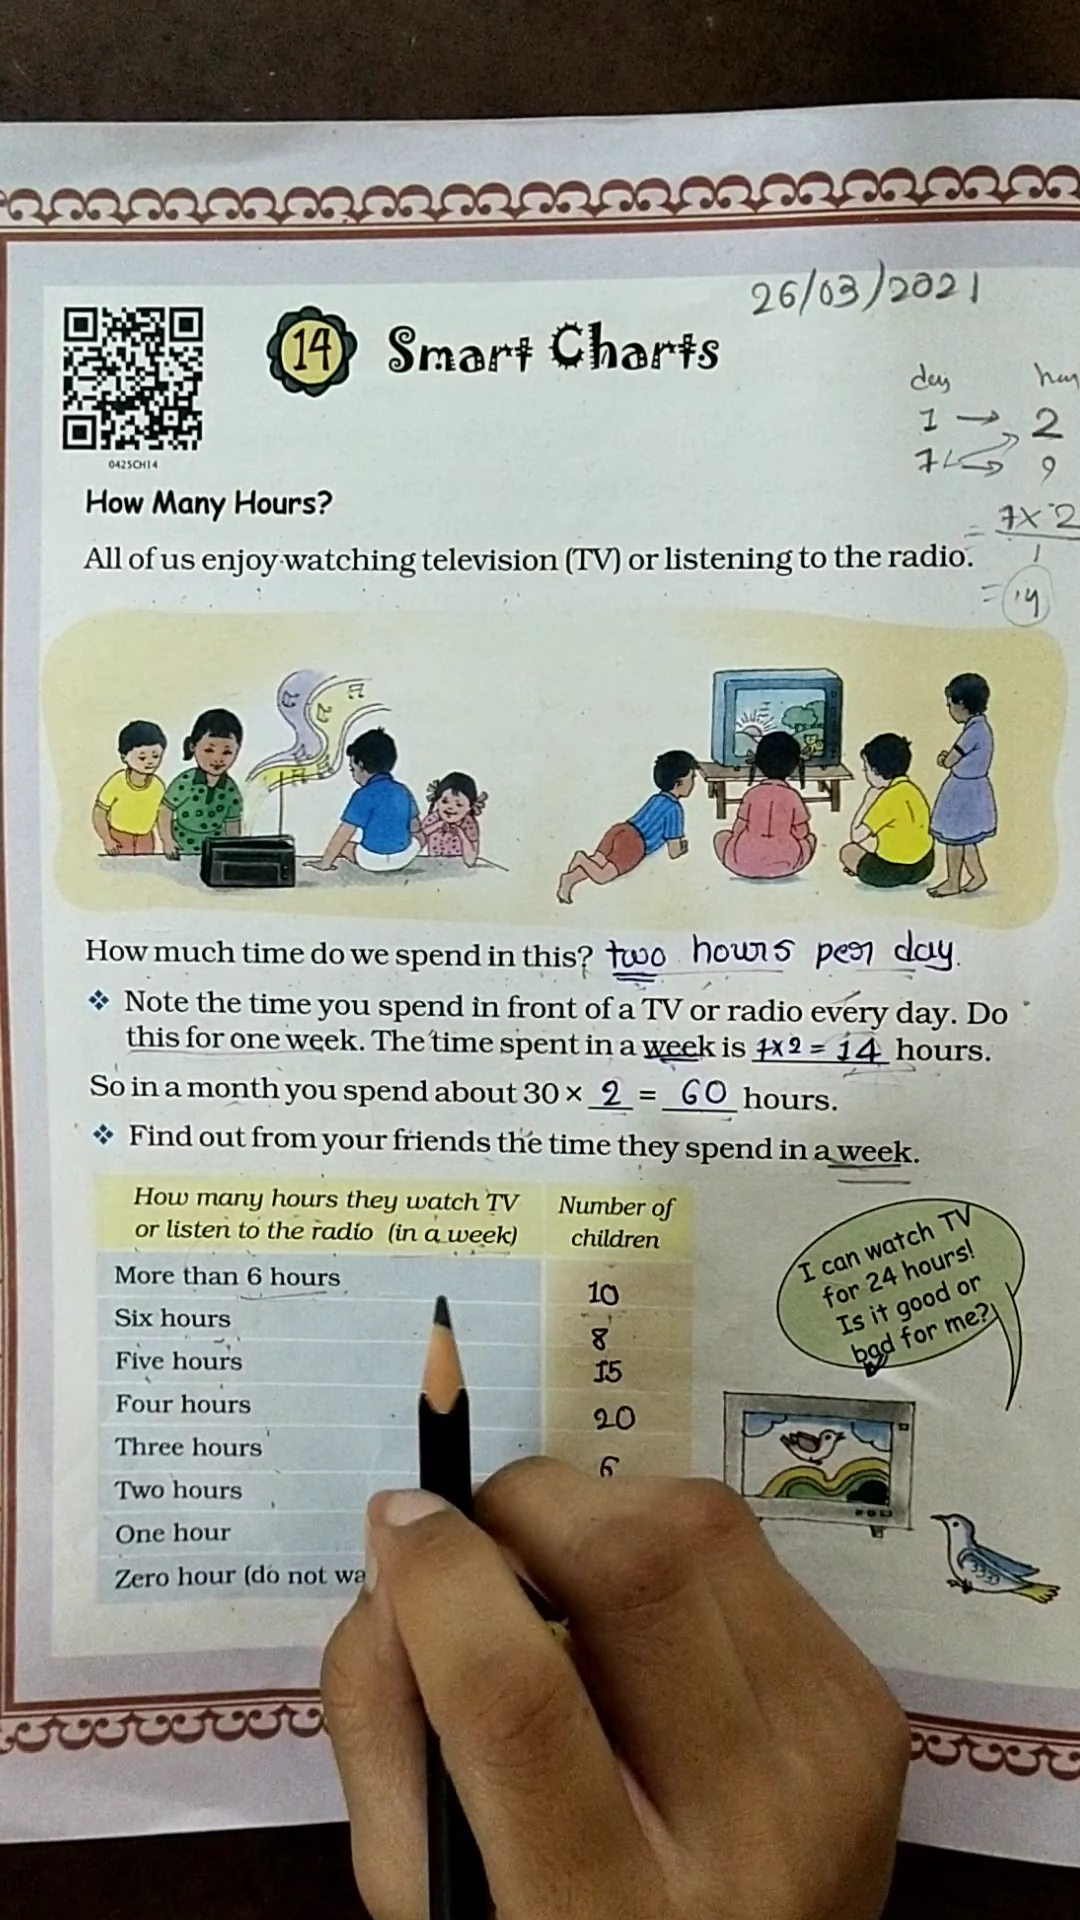 26/03/2021
14 Smart Charts
0425CH14
day
1 → 2
7 → 9
= 7×2
1
= 14
How Many Hours?
All of us enjoy watching television (TV) or listening to the radio.
How much time do we spend in this? two hours per day.
❖ Note the time you spend in front of a TV or radio every day. Do
this for one week. The time spent in a week is 7×2 = 14 hours.
So in a month you spend about 30 × 2 = 60 hours.
❖ Find out from your friends the time they spend in a week.
How many hours they watch TV
or listen to the radio (in a week)
Number of
children
More than 6 hours 10
Six hours 8
Five hours 15
Four hours 20
Three hours 6
Two hours
One hour
Zero hour (do not wa
I can watch TV
for 24 hours!
Is it good or
bad for me?